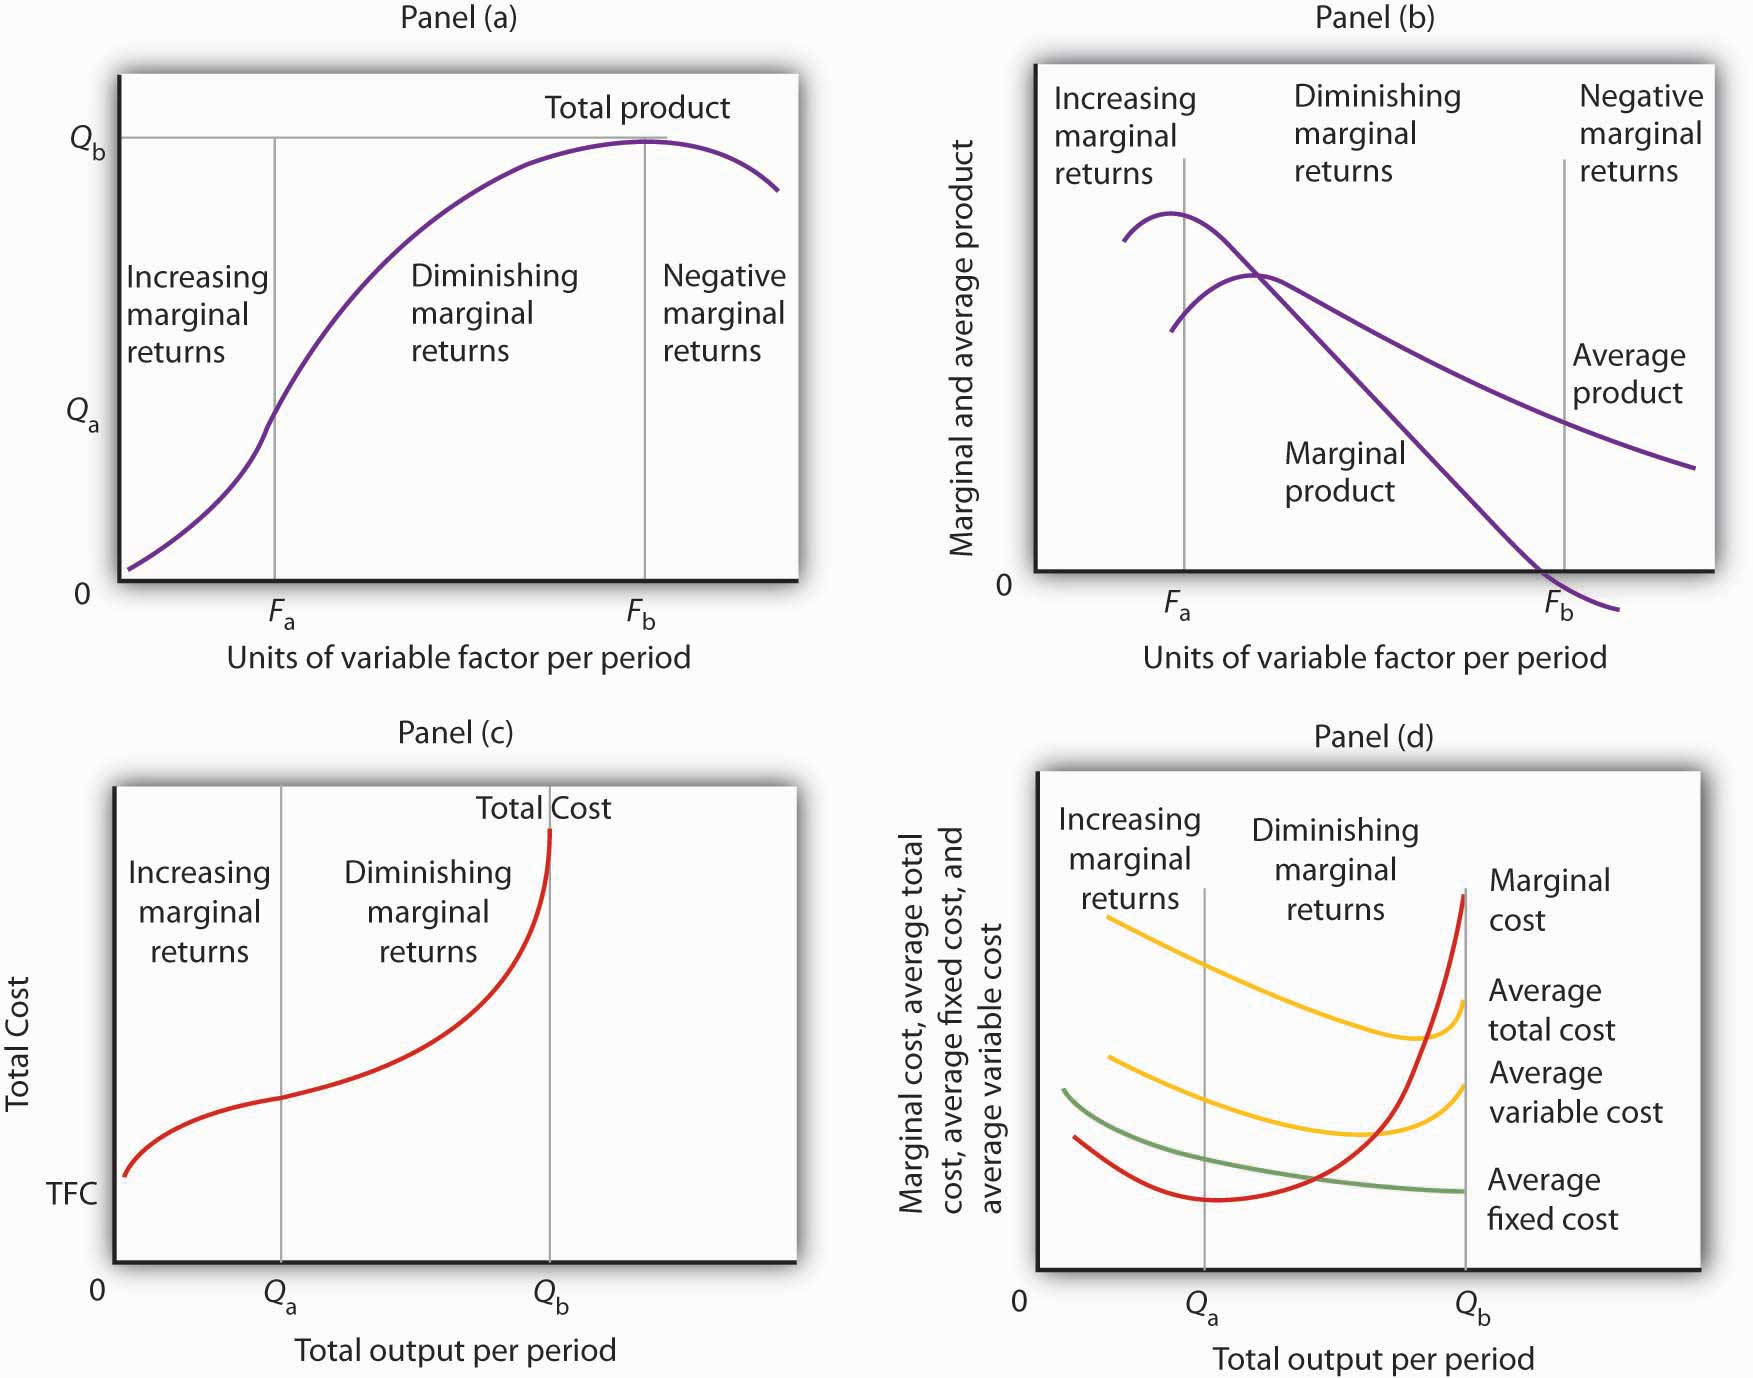 Panel (a)
Total product
Q_b
Increasing
marginal
returns
Diminishing
marginal
returns
Negative
marginal
returns
Q_a
0
F_a
F_b
Units of variable factor per period
Panel (b)
Marginal and average product
Increasing
marginal
returns
Diminishing
marginal
returns
Negative
marginal
returns
Average
product
Marginal
product
0
F_a
F_b
Units of variable factor per period
Panel (c)
Total Cost
Total Cost
Increasing
marginal
returns
Diminishing
marginal
returns
TFC
0
Q_a
Q_b
Total output per period
Panel (d)
Marginal cost, average total
cost, average fixed cost, and
average variable cost
Increasing
marginal
returns
Diminishing
marginal
returns
Marginal
cost
Average
total cost
Average
variable cost
Average
fixed cost
0
Q_a
Q_b
Total output per period